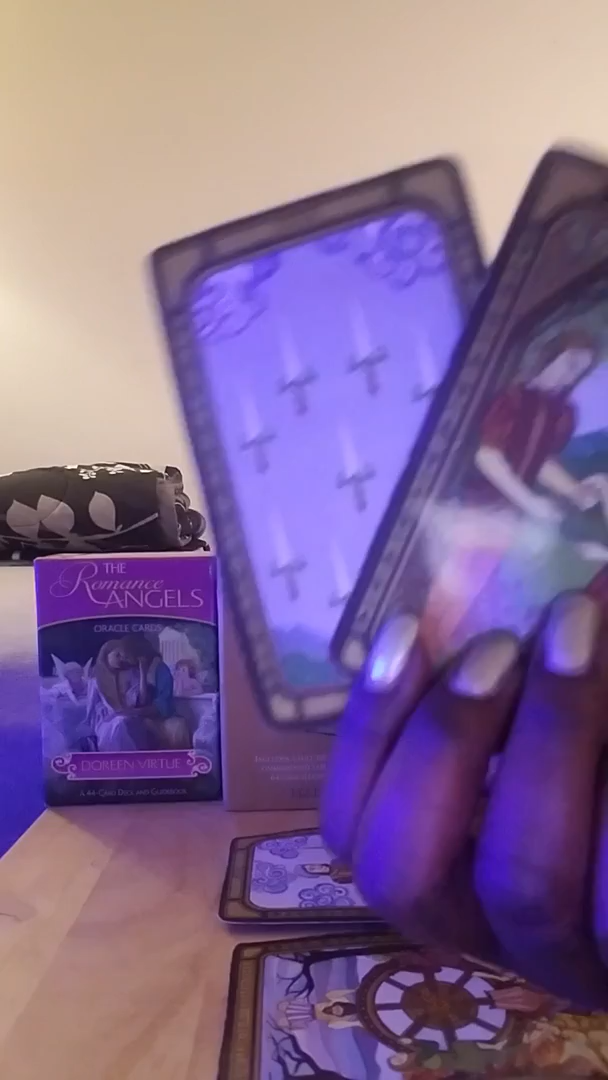 THE
Romance
ANGELS
ORACLE CARDS
DOREEN VIRTUE
A 44-CARD DECK AND GUIDEBOOK